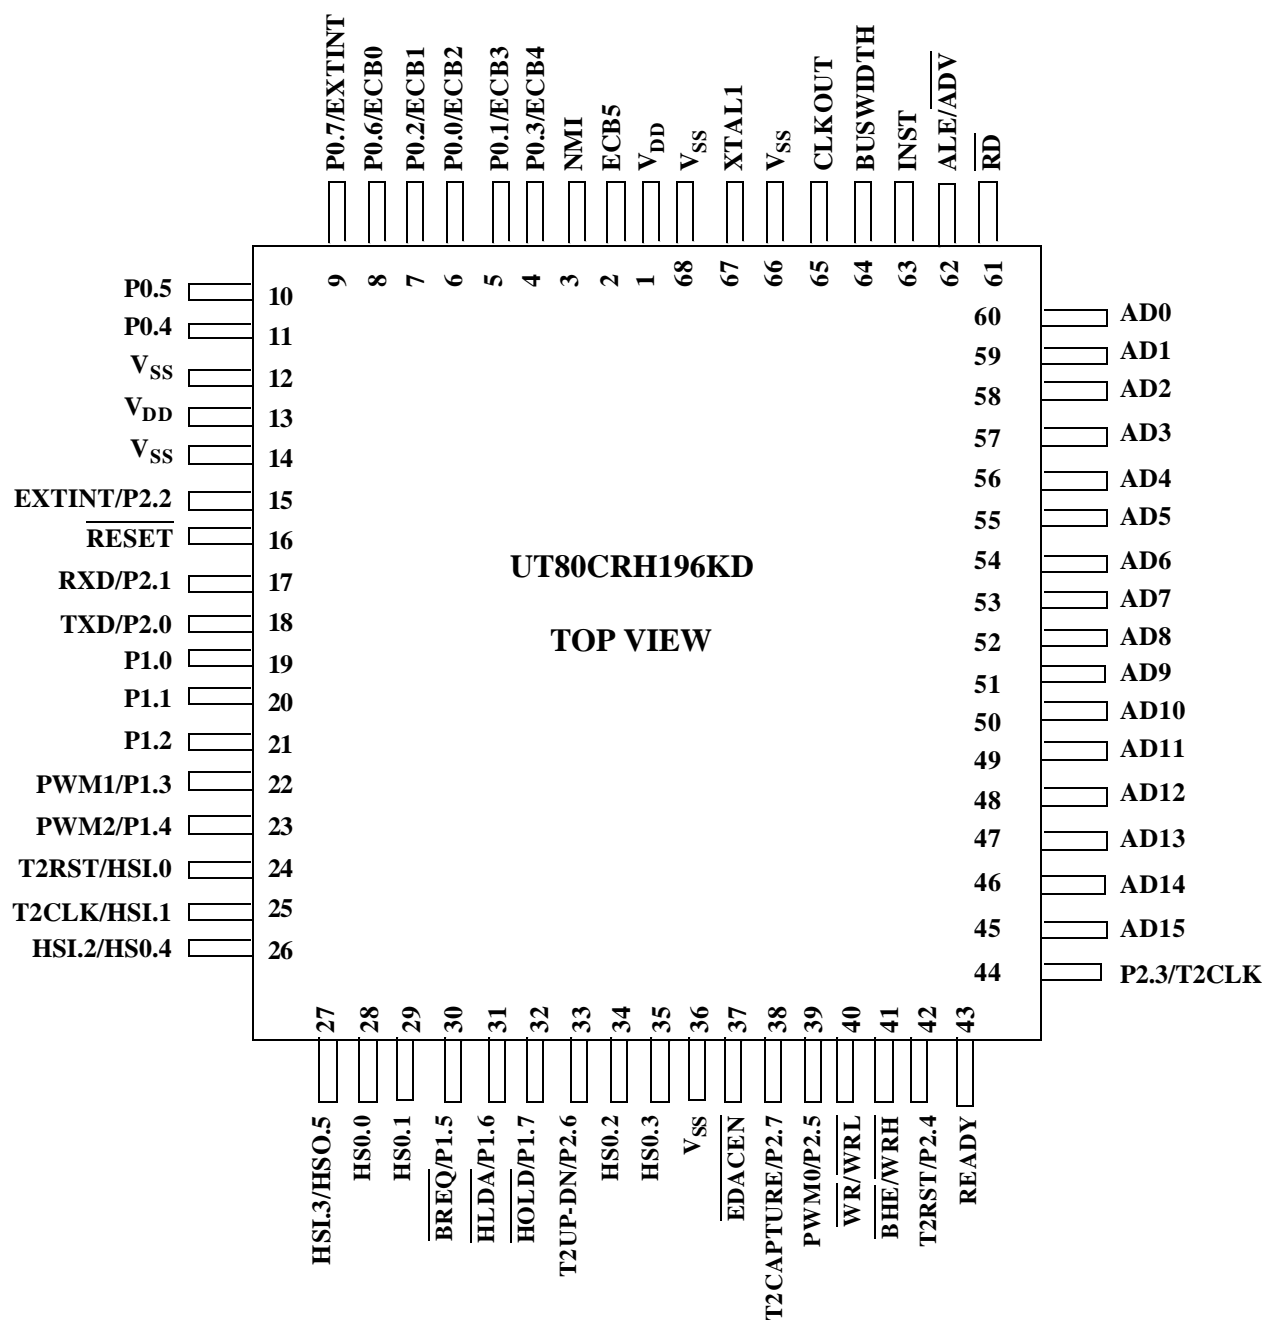 P0.7/EXTINT
P0.6/ECB0
P0.2/ECB1
P0.0/ECB2
P0.1/ECB3
P0.3/ECB4
NMI
ECB5
VDD
VSS
XTAL1
VSS
CLKOUT
BUSWIDTH
INST
ALE/ADV
RD
9
8
7
6
5
4
3
2
1
68
67
66
65
64
63
62
61
P0.5 10
P0.4 11
VSS 12
VDD 13
VSS 14
EXTINT/P2.2 15
RESET 16
RXD/P2.1 17
TXD/P2.0 18
P1.0 19
P1.1 20
P1.2 21
PWM1/P1.3 22
PWM2/P1.4 23
T2RST/HSI.0 24
T2CLK/HSI.1 25
HSI.2/HS0.4 26
UT80CRH196KD
TOP VIEW
60 AD0
59 AD1
58 AD2
57 AD3
56 AD4
55 AD5
54 AD6
53 AD7
52 AD8
51 AD9
50 AD10
49 AD11
48 AD12
47 AD13
46 AD14
45 AD15
44 P2.3/T2CLK
27
28
29
30
31
32
33
34
35
36
37
38
39
40
41
42
43
HSI.3/HSO.5
HS0.0
HS0.1
BREQ/P1.5
HLDA/P1.6
HOLD/P1.7
T2UP-DN/P2.6
HS0.2
HS0.3
VSS
EDACEN
T2CAPTURE/P2.7
PWM0/P2.5
WR/WRL
BHE/WRH
T2RST/P2.4
READY